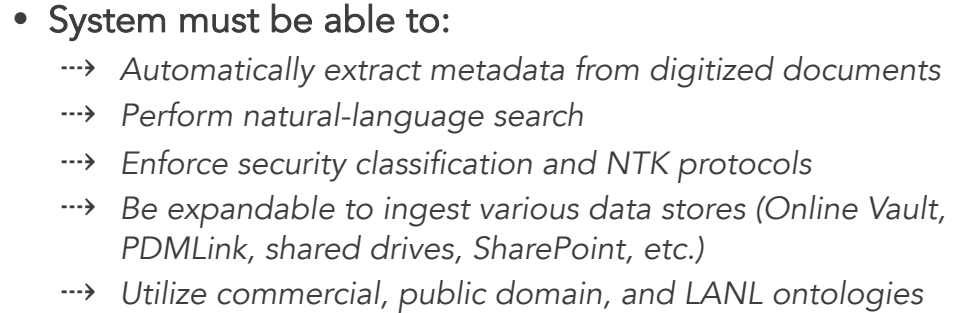 • System must be able to:
⤏ Automatically extract metadata from digitized documents
⤏ Perform natural-language search
⤏ Enforce security classification and NTK protocols
⤏ Be expandable to ingest various data stores (Online Vault,
PDMLink, shared drives, SharePoint, etc.)
⤏ Utilize commercial, public domain, and LANL ontologies